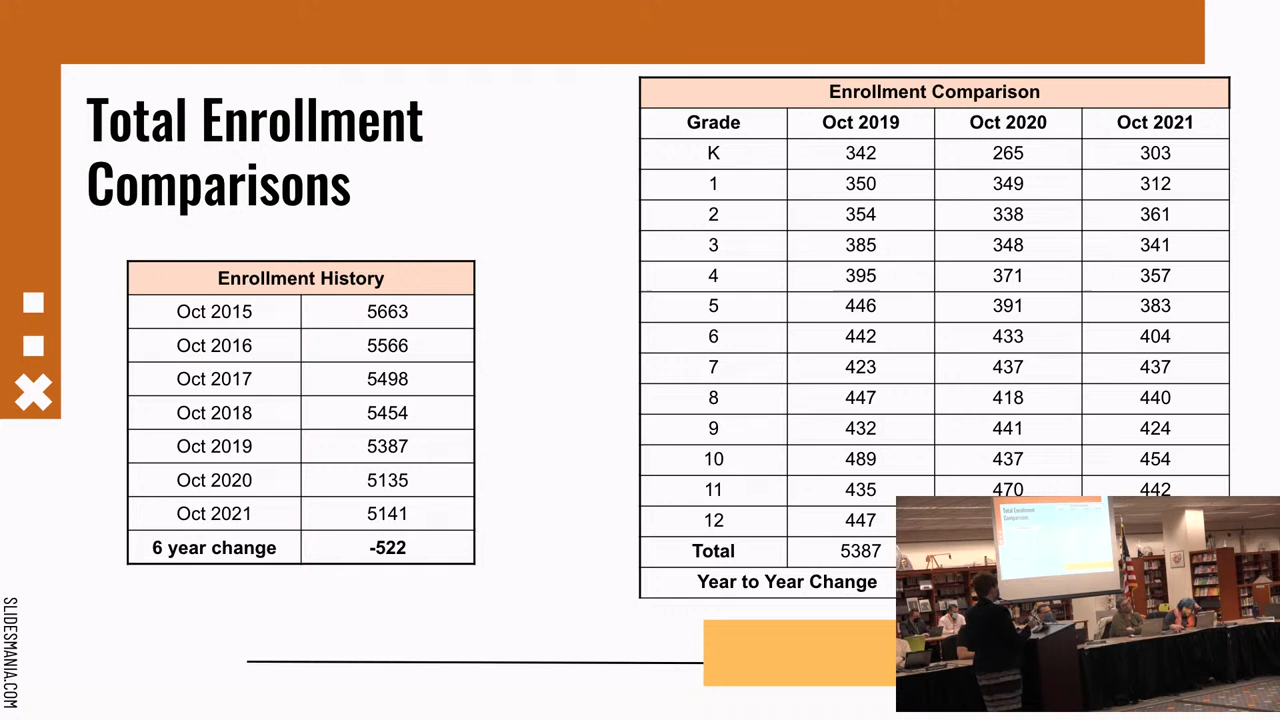 Total Enrollment
Comparisons
Enrollment History
Oct 2015 5663
Oct 2016 5566
Oct 2017 5498
Oct 2018 5454
Oct 2019 5387
Oct 2020 5135
Oct 2021 5141
6 year change -522
Enrollment Comparison
Grade Oct 2019 Oct 2020 Oct 2021
K 342 265 303
1 350 349 312
2 354 338 361
3 385 348 341
4 395 371 357
5 446 391 383
6 442 433 404
7 423 437 437
8 447 418 440
9 432 441 424
10 489 437 454
11 435 470 442
12 447
Total 5387
Year to Year Change
SLIDESMANIA.COM
Total Enrollment
Comparisons